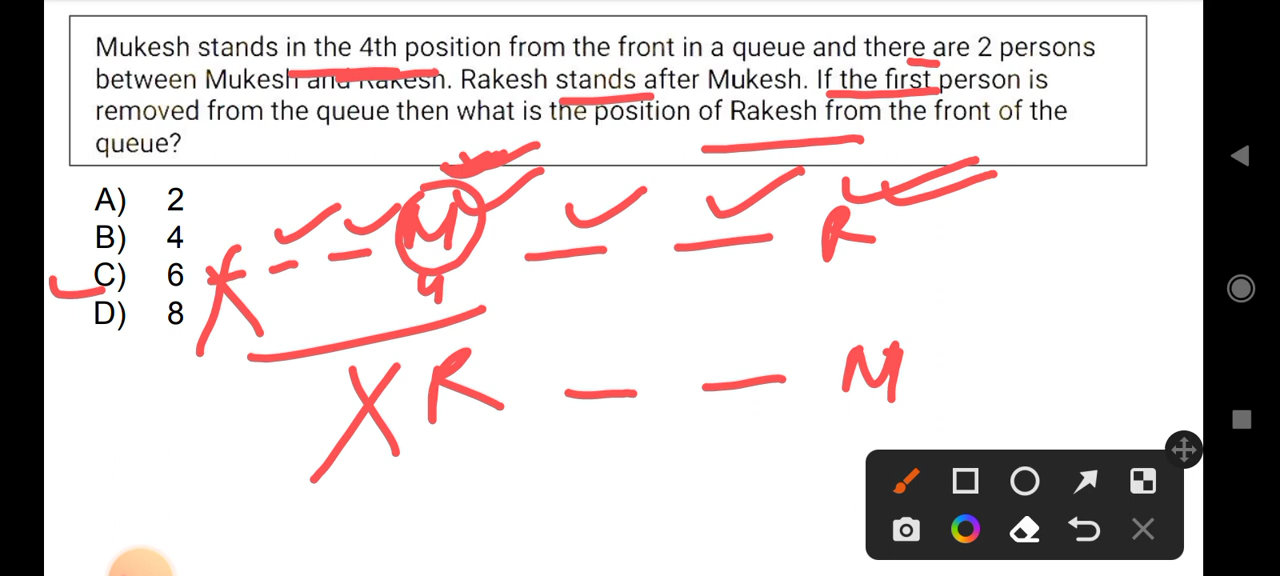 Mukesh stands in the 4th position from the front in a queue and there are 2 persons
between Mukesh and Rakesh. Rakesh stands after Mukesh. If the first person is
removed from the queue then what is the position of Rakesh from the front of the
queue?
A) 2
B) 4
C) 6
D) 8
M R
4
R M